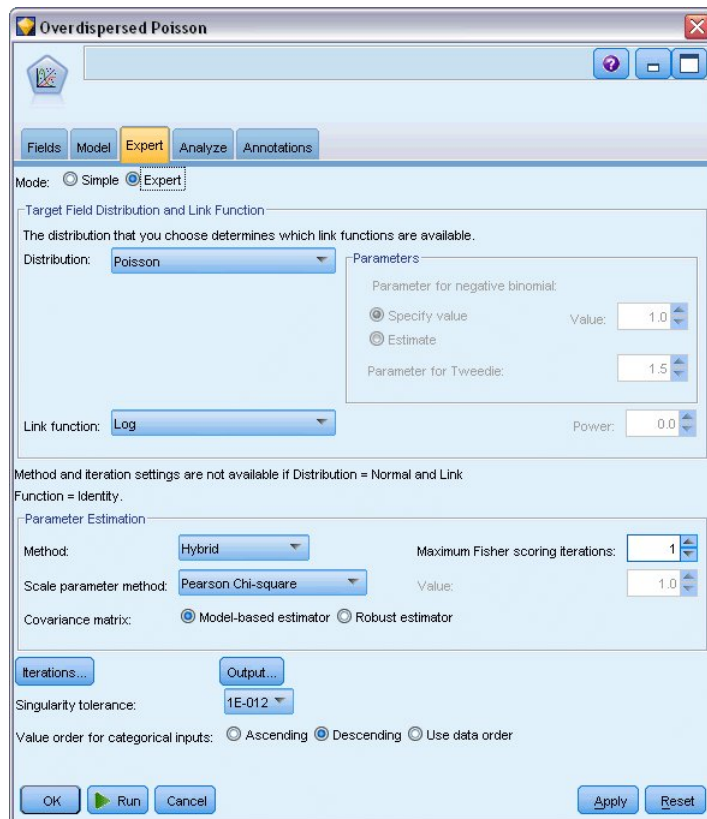 Overdispersed Poisson
Fields Model Expert Analyze Annotations
Mode: Simple Expert
Target Field Distribution and Link Function
The distribution that you choose determines which link functions are available.
Distribution: Poisson
Parameters
Parameter for negative binomial:
Specify value Value: 1.0
Estimate
Parameter for Tweedie: 1.5
Link function: Log Power: 0.0
Method and iteration settings are not available if Distribution = Normal and Link
Function = Identity.
Parameter Estimation
Method: Hybrid Maximum Fisher scoring iterations: 1
Scale parameter method: Pearson Chi-square Value: 1.0
Covariance matrix: Model-based estimator Robust estimator
Iterations... Output...
Singularity tolerance: 1E-012
Value order for categorical inputs: Ascending Descending Use data order
OK Run Cancel Apply Reset